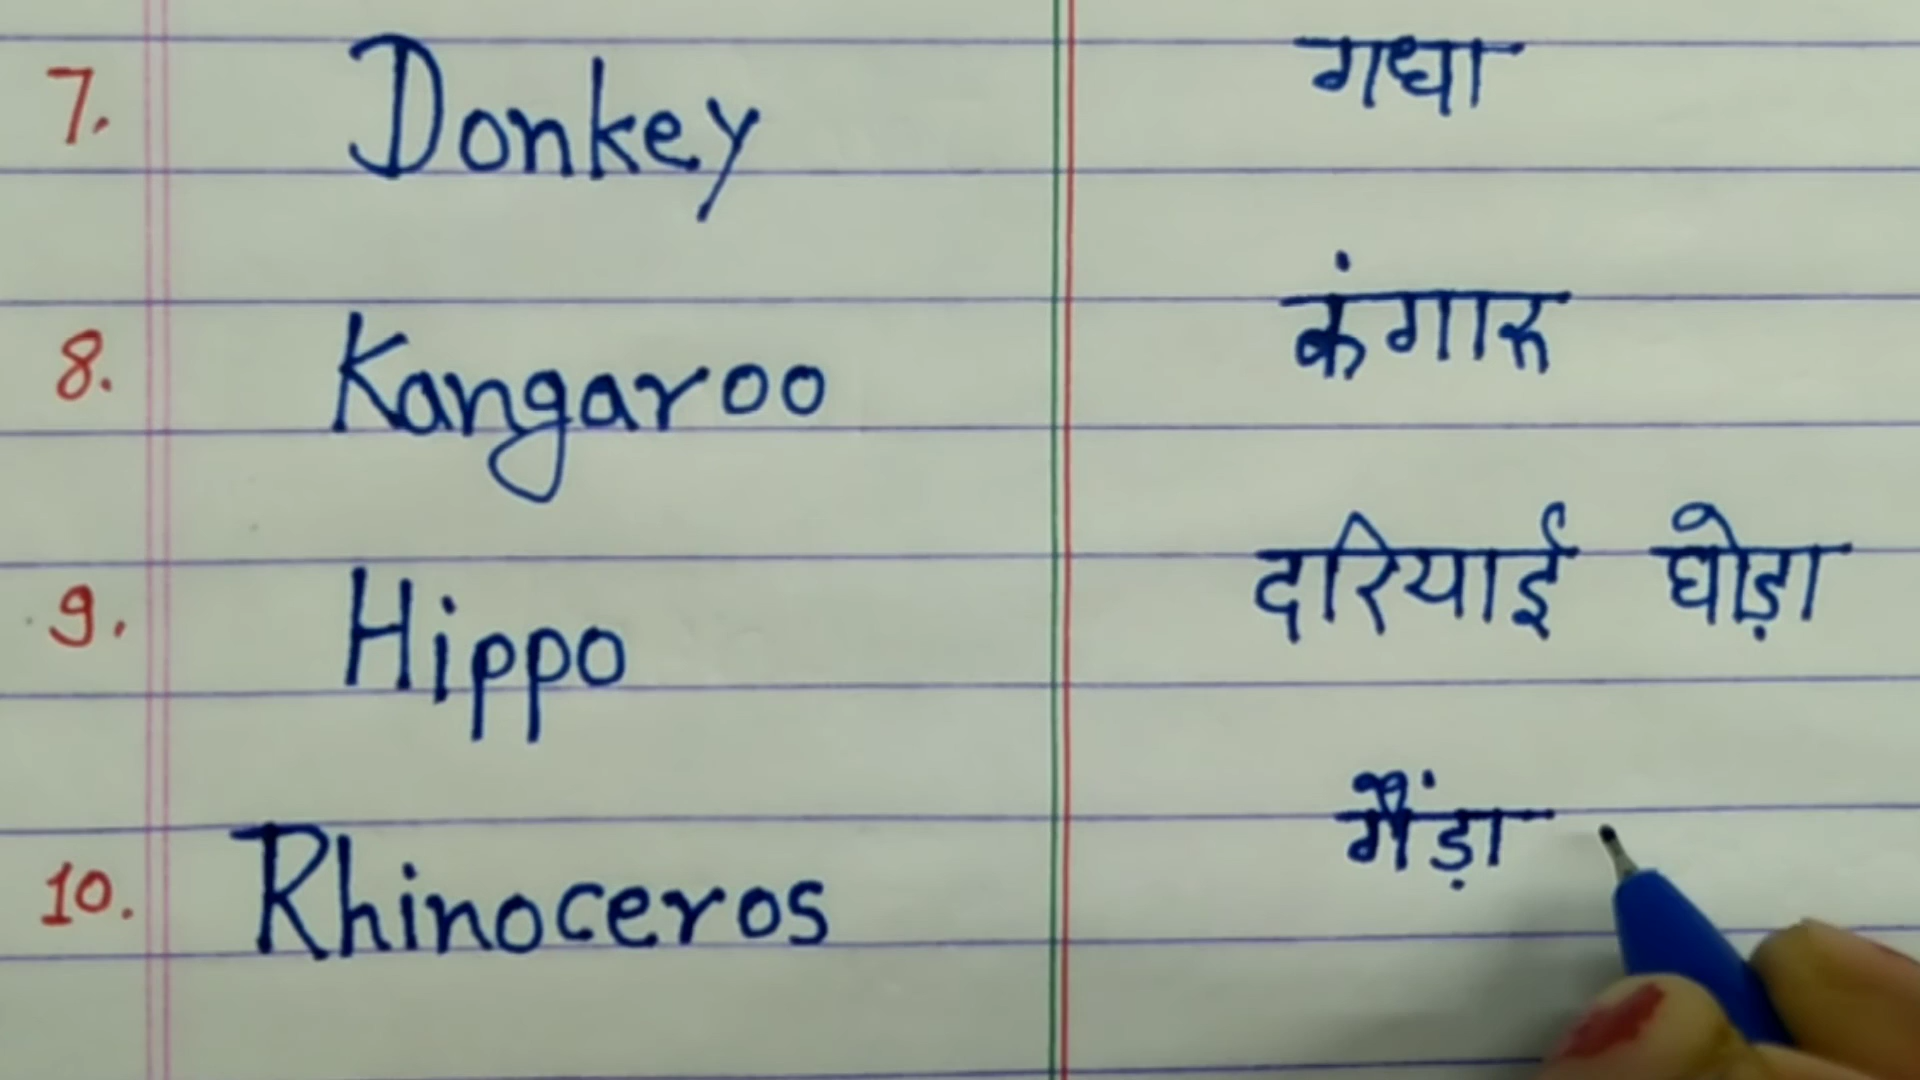 7. Donkey गधा
8. Kangaroo कंगारू
9. Hippo दरियाई घोड़ा
10. Rhinoceros गैंड़ा